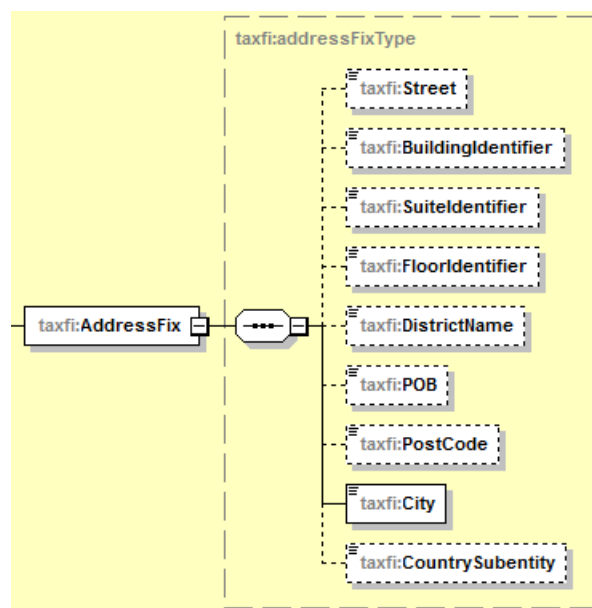 taxfi:addressFixType
taxfi:Street
taxfi:BuildingIdentifier
taxfi:SuiteIdentifier
taxfi:FloorIdentifier
taxfi:AddressFix
taxfi:DistrictName
taxfi:POB
taxfi:PostCode
taxfi:City
taxfi:CountrySubentity